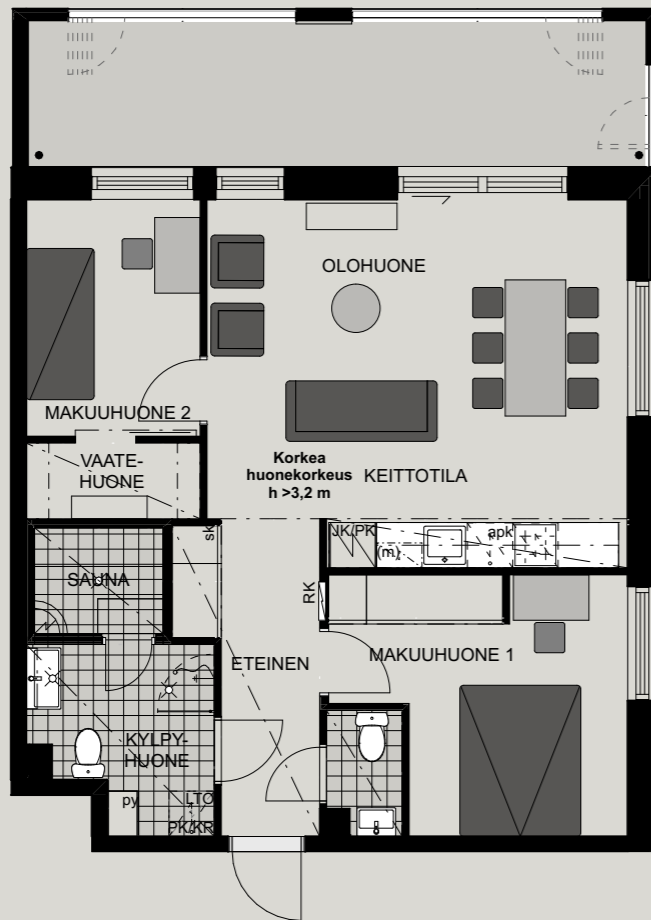 OLOHUONE
MAKUUHUONE 2
VAATE-
HUONE
Korkea
huonekorkeus
h >3,2 m
KEITTOTILA
sk
JK/PK
(m)
apk
SAUNA
RK
ETEINEN
MAKUUHUONE 1
KYLPY-
HUONE
py
LTO
PK/KR